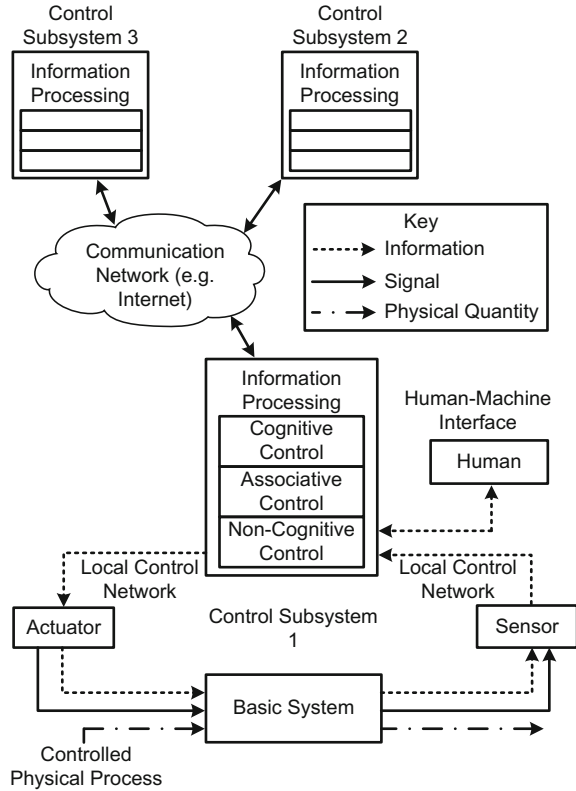 Control
Subsystem 3
Control
Subsystem 2
Information
Processing
Information
Processing
Communication
Network (e.g.
Internet)
Key
Information
Signal
Physical Quantity
Information
Processing
Cognitive
Control
Associative
Control
Non-Cognitive
Control
Human-Machine
Interface
Human
Local Control
Network
Local Control
Network
Actuator
Control Subsystem
1
Sensor
Basic System
Controlled
Physical Process